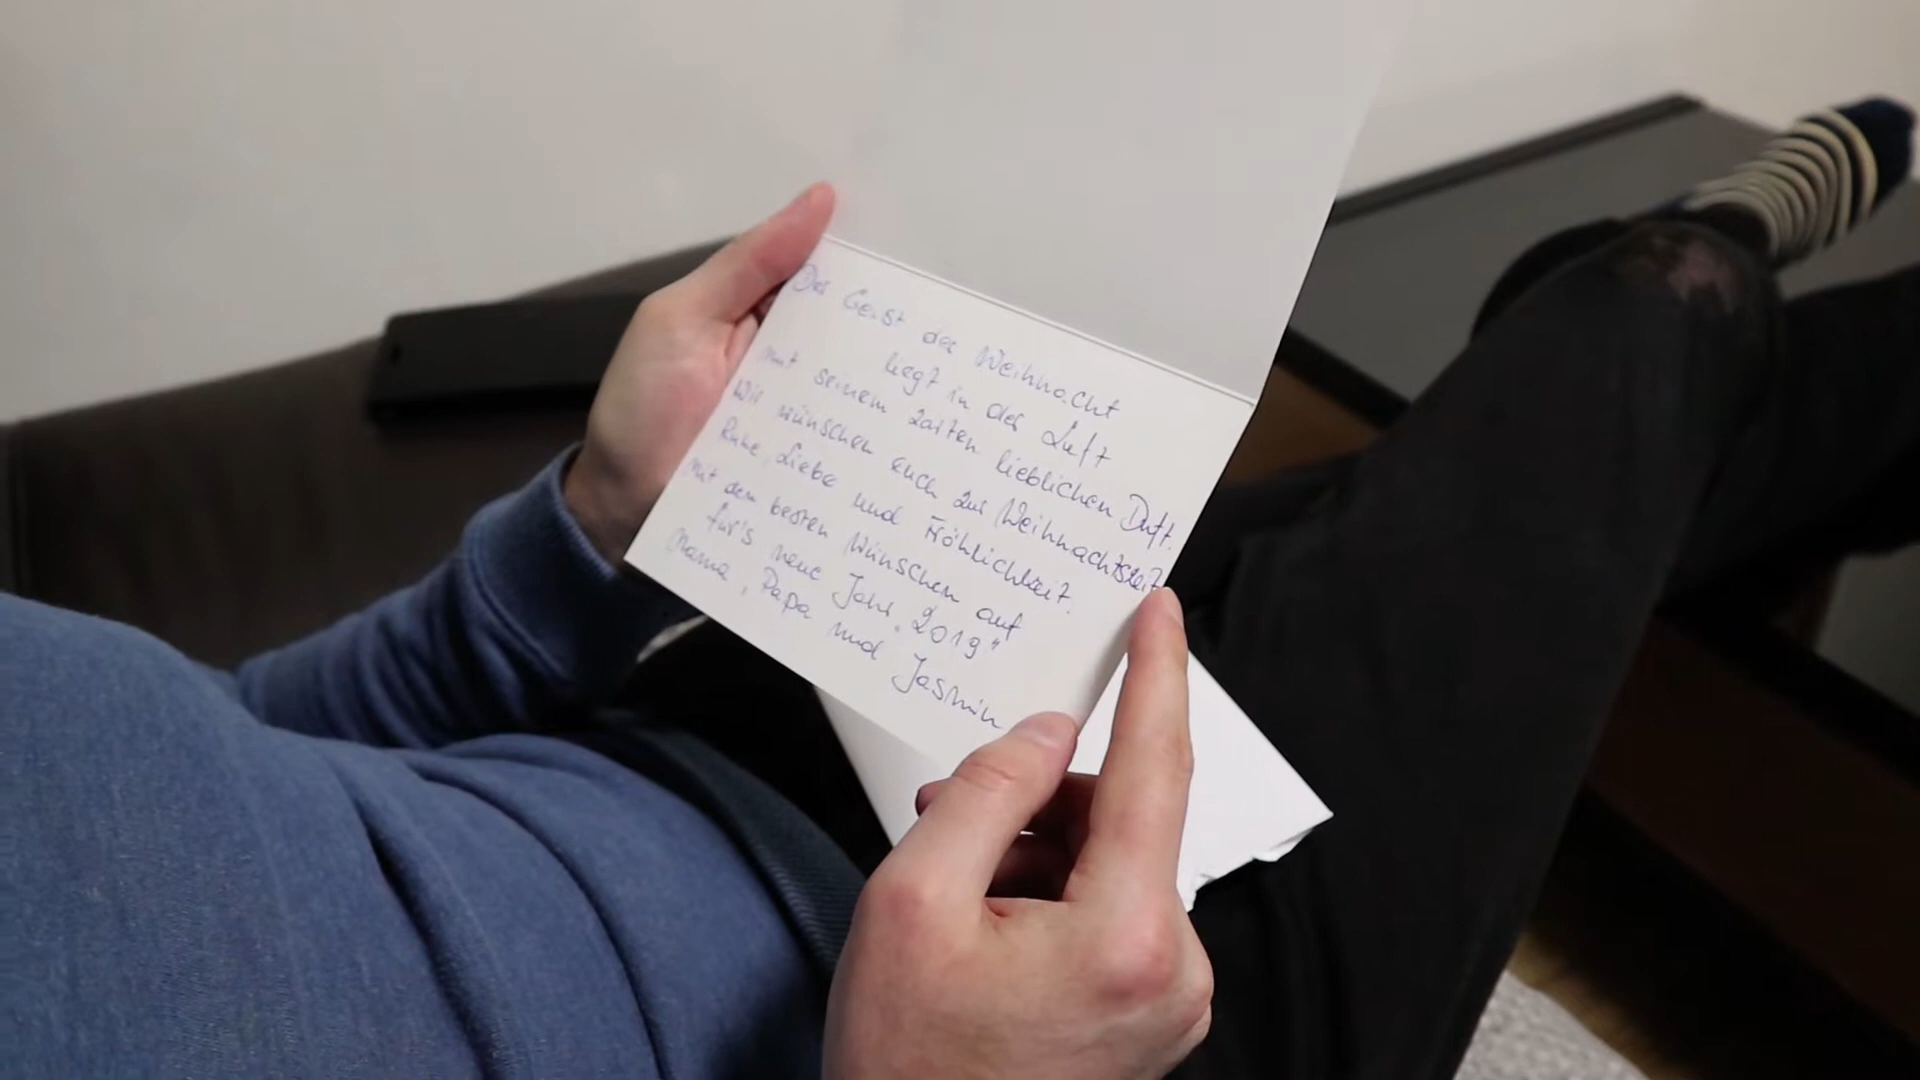 Der Geist der Weihnacht
liegt in der Luft
mit seinem zarten lieblichen Duft.
Wir wünschen euch zur Weihnachtszeit
Ruhe, Liebe und Fröhlichkeit.
Mit den besten Wünschen auf
für's neue Jahr "2019"
Mama, Papa und Jasmin